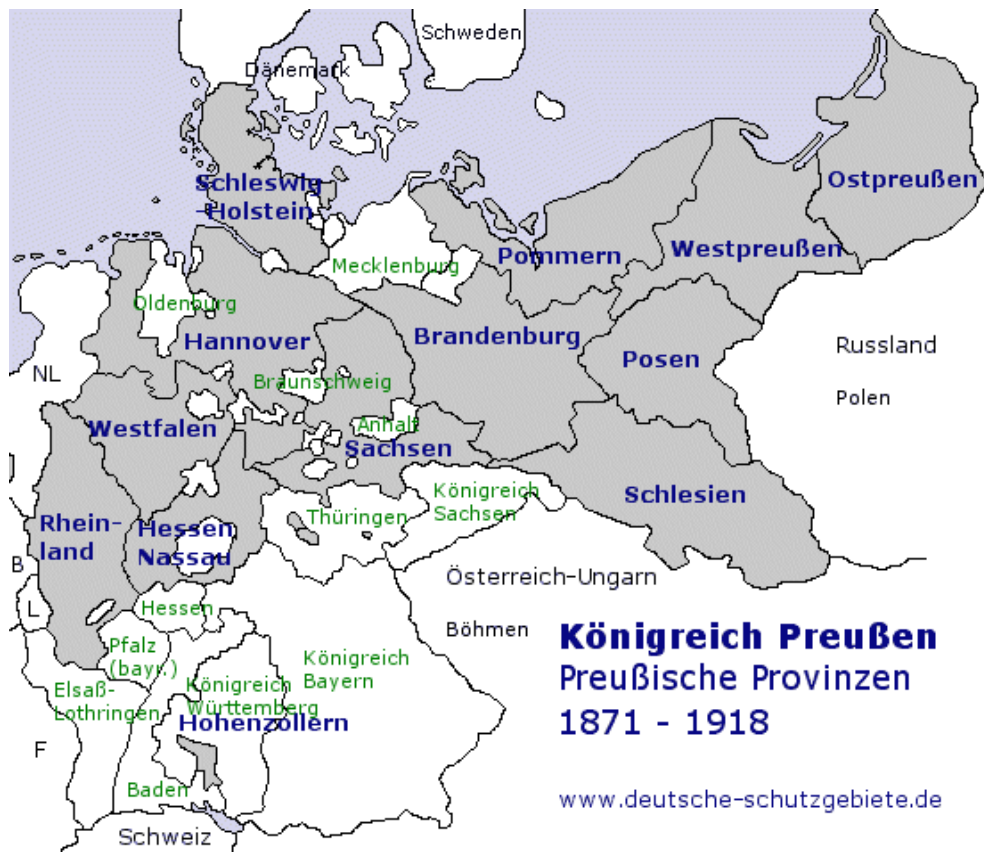 Schweden
Dänemark
Schleswig
-Holstein
Ostpreußen
Westpreußen
Pommern
Mecklenburg
Oldenburg
Hannover
Brandenburg
Posen
Russland
Polen
NL
Braunschweig
Westfalen
Anhalt
Sachsen
Königreich
Sachsen
Schlesien
Thüringen
Rhein-
land
Hessen
Nassau
B
L
Österreich-Ungarn
Böhmen
Hessen
Pfalz
(bayr.)
Königreich
Bayern
Elsaß-
Lothringen
Königreich
Württemberg
Hohenzollern
F
Baden
Schweiz
Königreich Preußen
Preußische Provinzen
1871 - 1918
www.deutsche-schutzgebiete.de